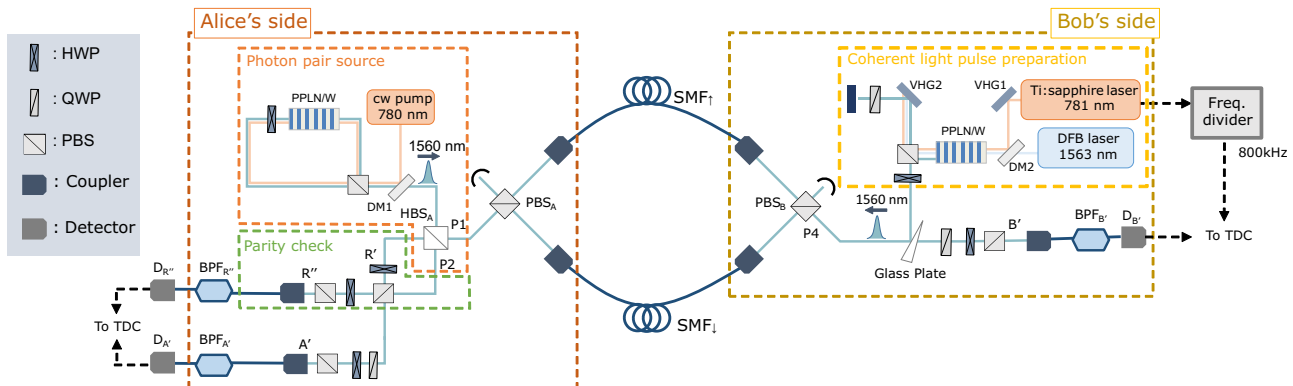 Alice's side
Bob's side
: HWP
: QWP
: PBS
: Coupler
: Detector
Photon pair source
PPLN/W
cw pump
780 nm
1560 nm
DM1
HBS_A
P1
P2
Parity check
R'
R''
D_R''
BPF_R''
To TDC
D_A'
BPF_A'
A'
PBS_A
SMF↑
SMF↓
PBS_B
P4
1560 nm
Coherent light pulse preparation
VHG2
VHG1
Ti:sapphire laser
781 nm
PPLN/W
DFB laser
1563 nm
DM2
Glass Plate
B'
BPF_B'
D_B'
Freq.
divider
800kHz
To TDC